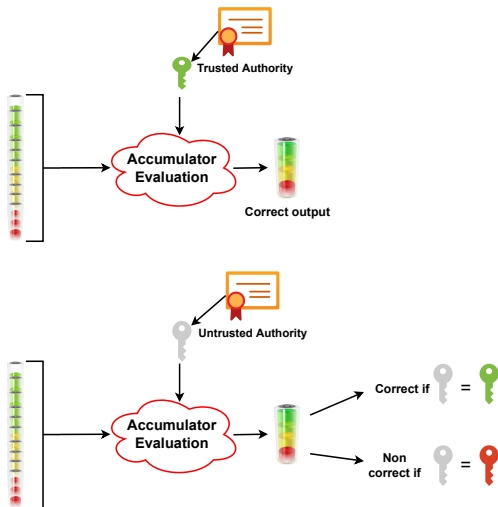 Trusted Authority
Accumulator
Evaluation
Correct output
Untrusted Authority
Accumulator
Evaluation
Correct if
=
Non
correct if
=